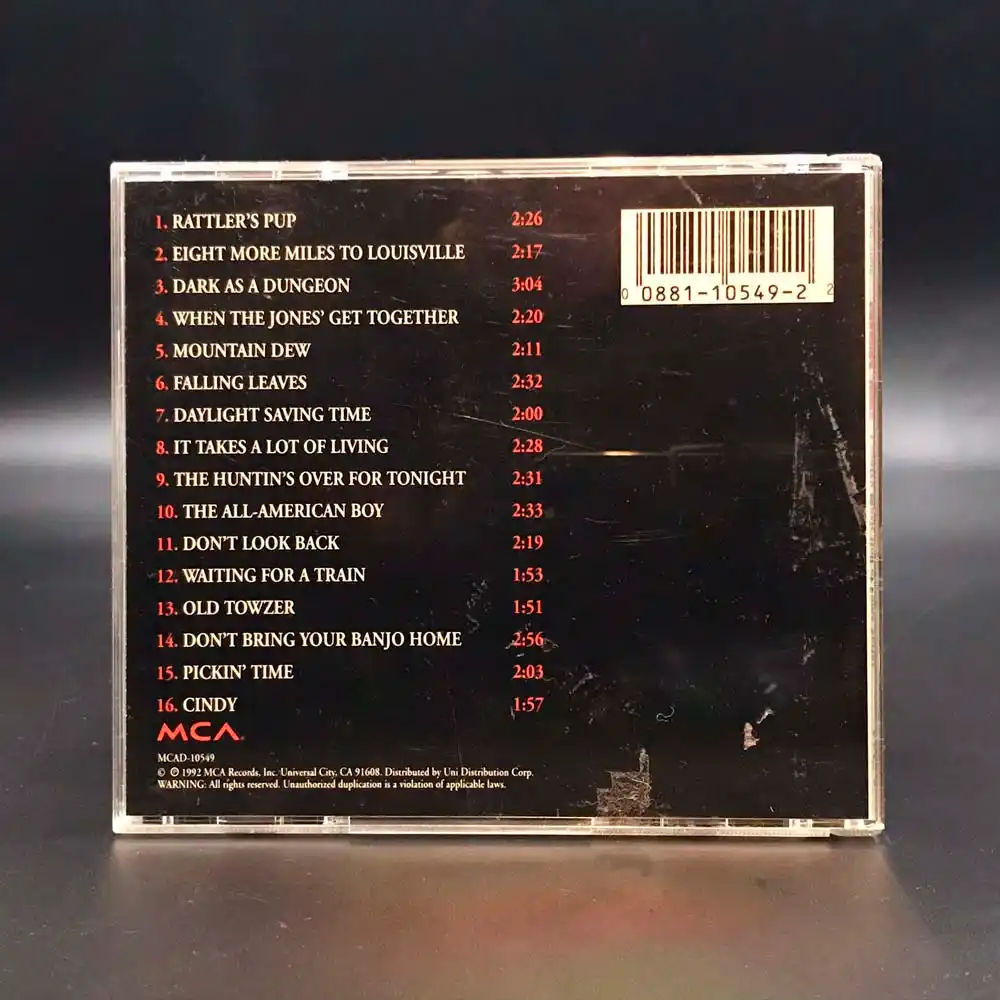 1. RATTLER'S PUP 2:26
2. EIGHT MORE MILES TO LOUISVILLE 2:17
3. DARK AS A DUNGEON 3:04
4. WHEN THE JONES' GET TOGETHER 2:20
5. MOUNTAIN DEW 2:11
6. FALLING LEAVES 2:32
7. DAYLIGHT SAVING TIME 2:00
8. IT TAKES A LOT OF LIVING 2:28
9. THE HUNTIN'S OVER FOR TONIGHT 2:31
10. THE ALL-AMERICAN BOY 2:33
11. DON'T LOOK BACK 2:19
12. WAITING FOR A TRAIN 1:53
13. OLD TOWZER 1:51
14. DON'T BRING YOUR BANJO HOME 2:56
15. PICKIN' TIME 2:03
16. CINDY 1:57
MCA®
MCAD-10549
© ℗ 1992 MCA Records, Inc. Universal City, CA 91608. Distributed by Uni Distribution Corp.
WARNING: All rights reserved. Unauthorized duplication is a violation of applicable laws.
0 0881-10549-2 2